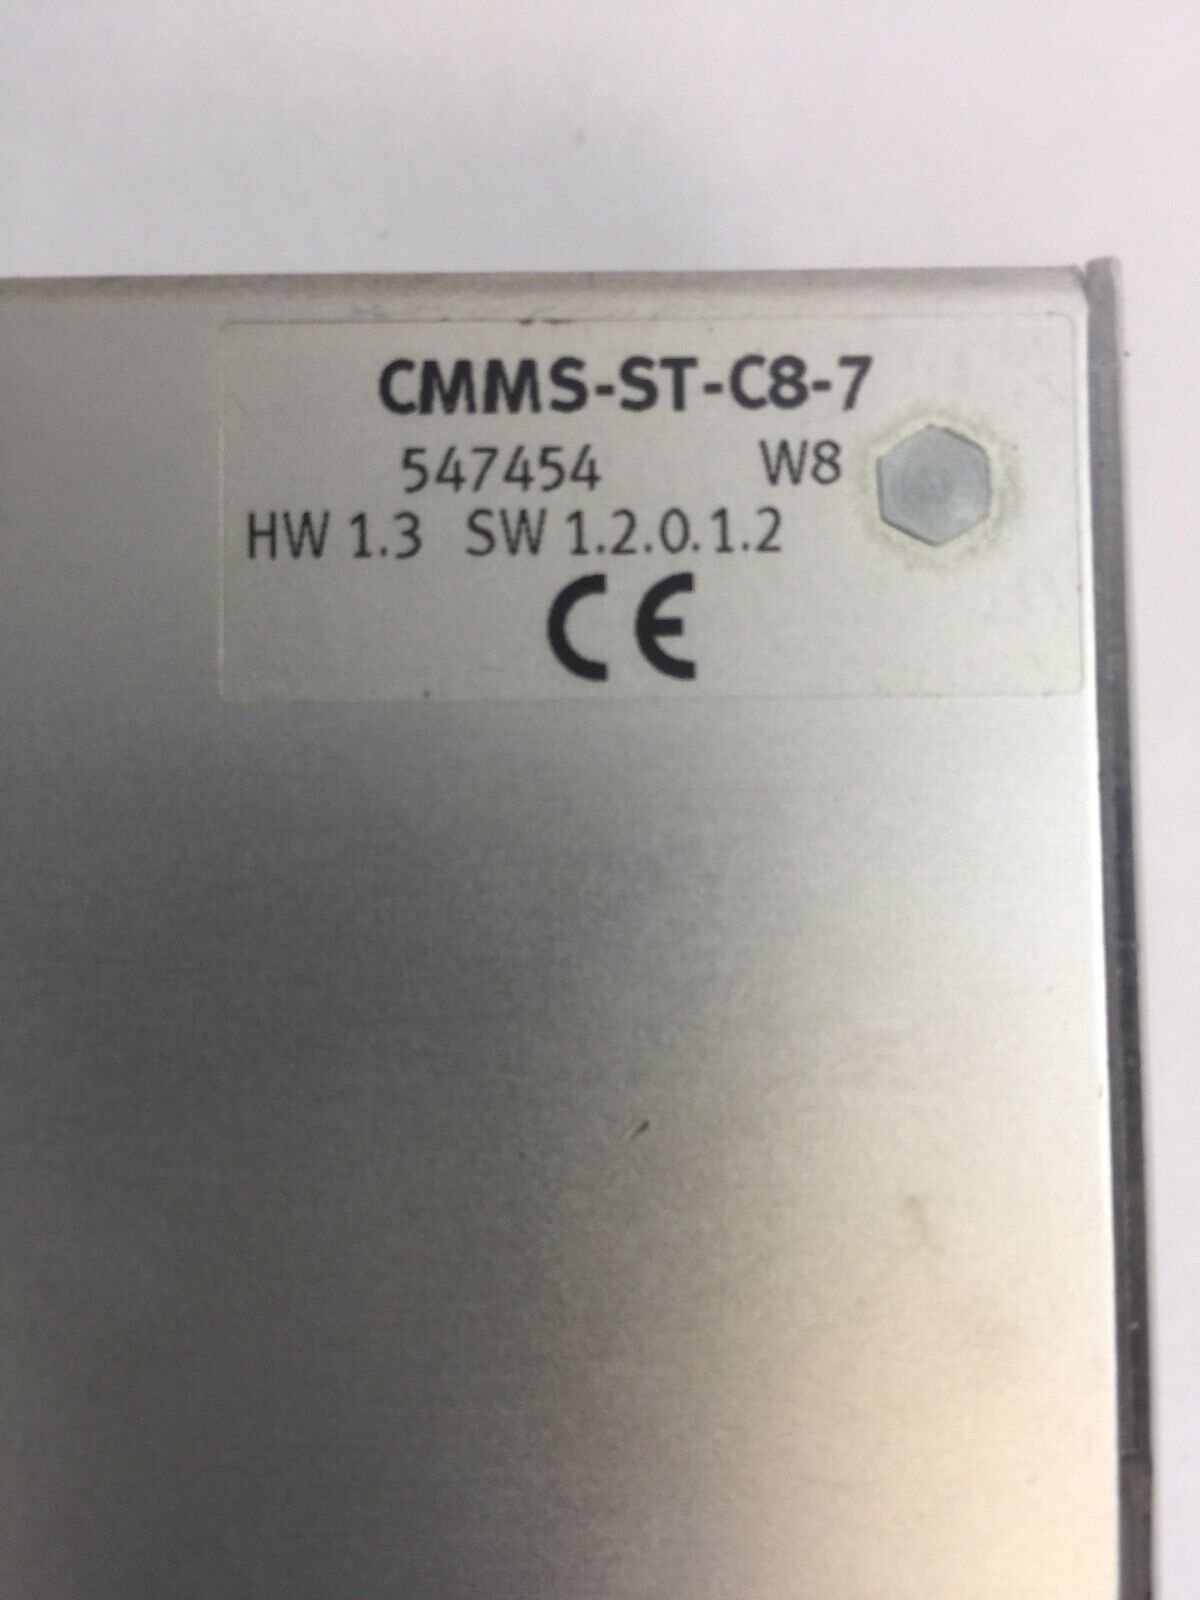 CMMS-ST-C8-7
547454 W8
HW 1.3 SW 1.2.0.1.2
CE